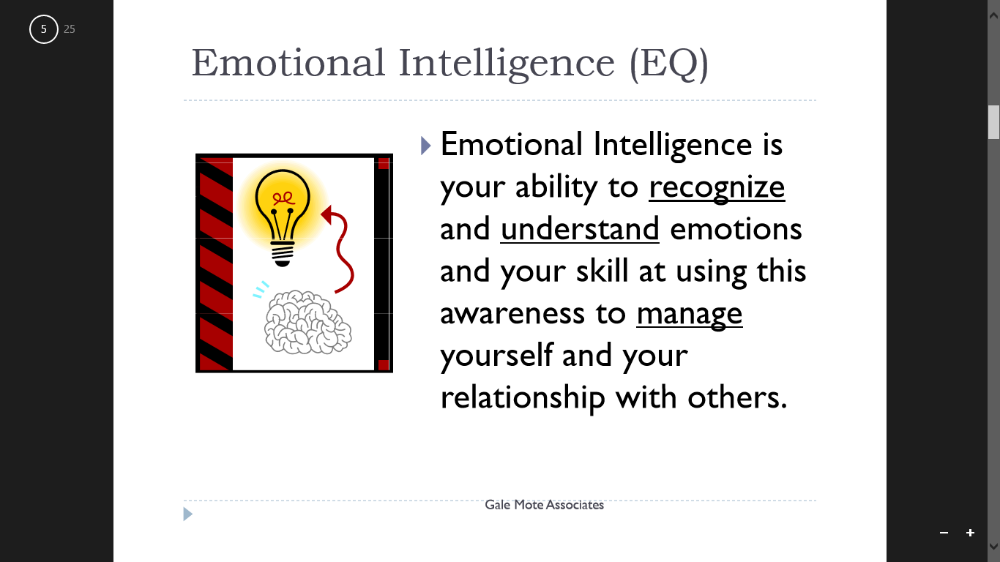 5 25
Emotional Intelligence (EQ)
Emotional Intelligence is
your ability to recognize
and understand emotions
and your skill at using this
awareness to manage
yourself and your
relationship with others.
Gale Mote Associates